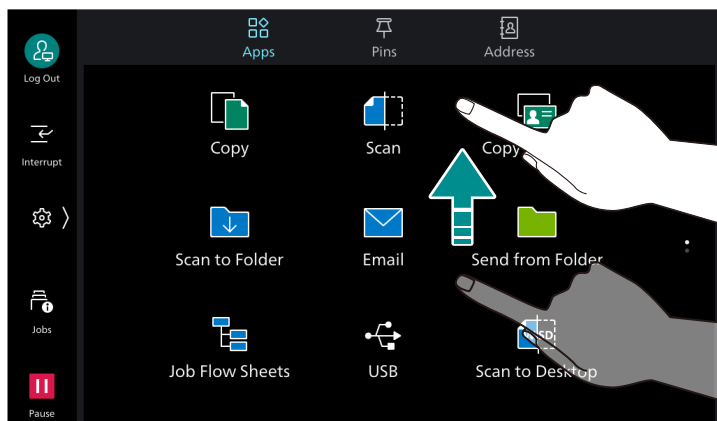 Apps
Pins
Address
Log Out
Copy
Scan
Copy
Interrupt
Scan to Folder
Email
Send from Folder
Jobs
Job Flow Sheets
USB
Scan to Desktop
Pause